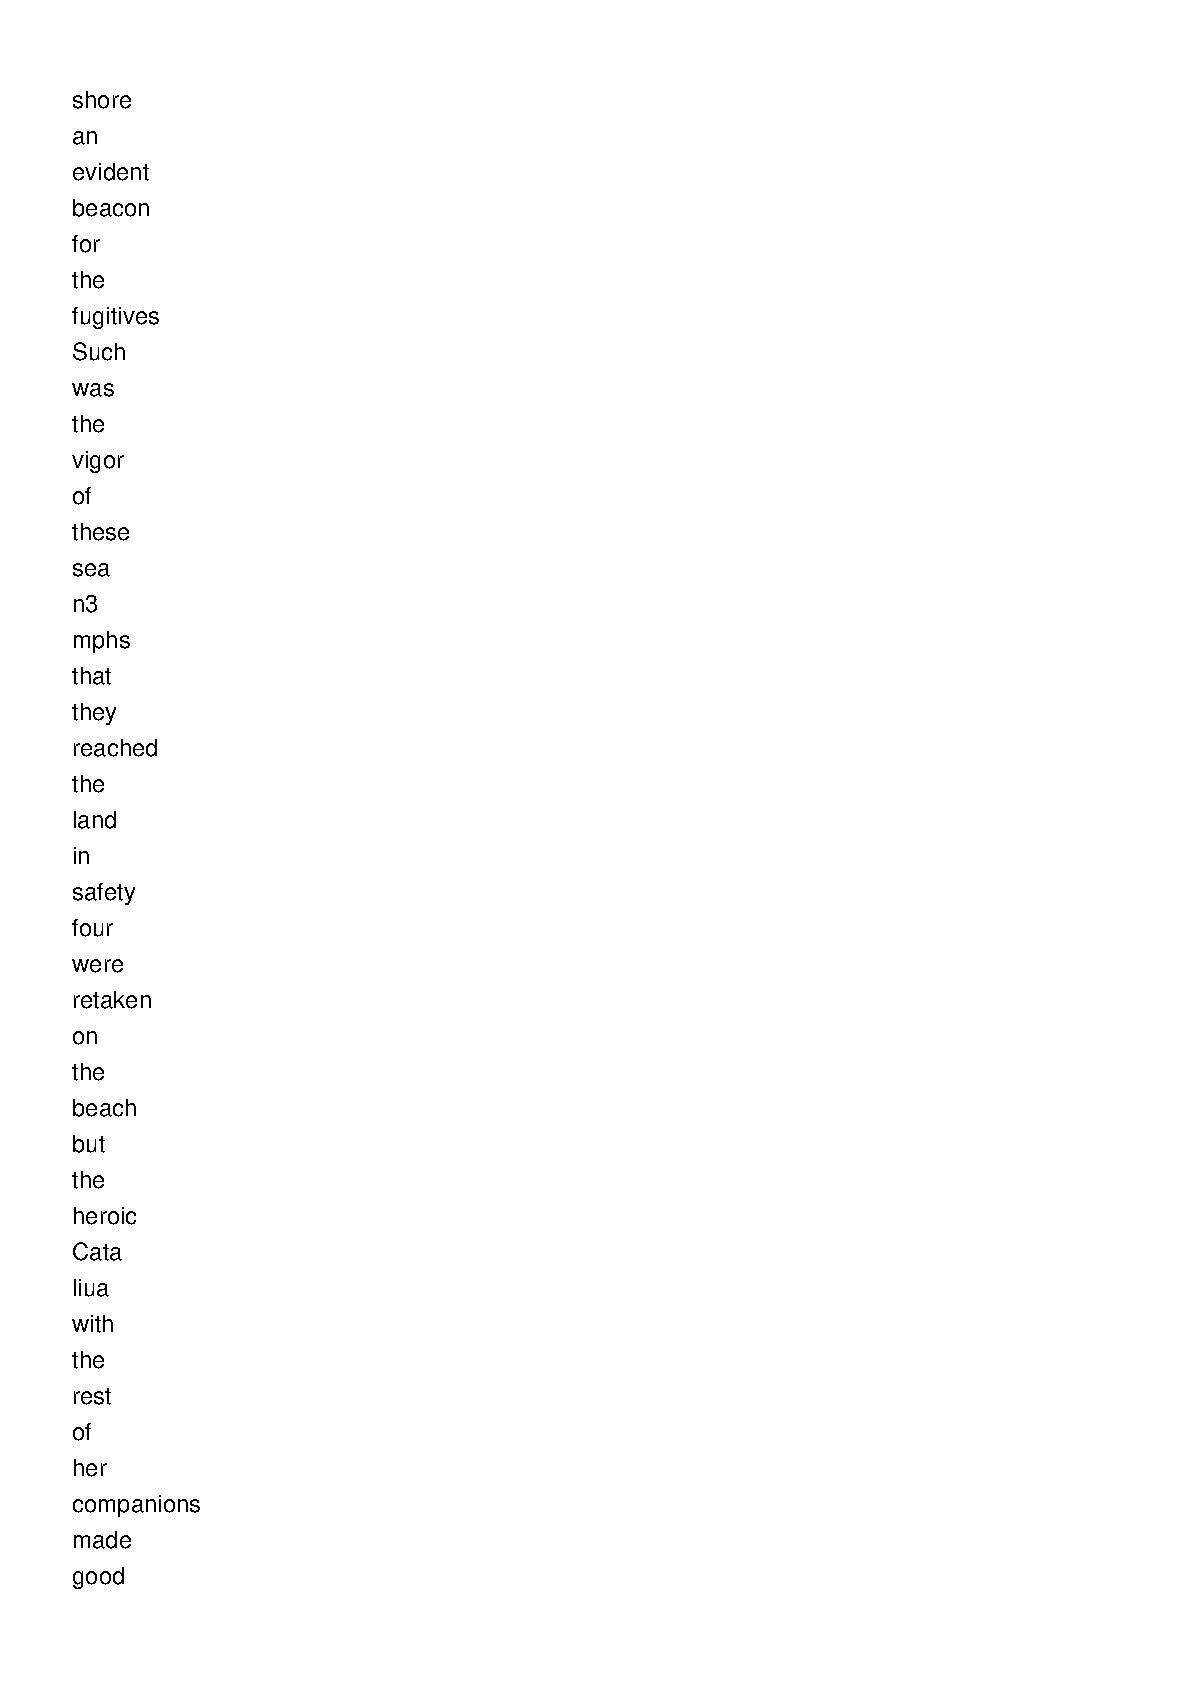 shore
an
evident
beacon
for
the
fugitives
Such
was
the
vigor
of
these
sea
n3
mphs
that
they
reached
the
land
in
safety
four
were
retaken
on
the
beach
but
the
heroic
Cata
liua
with
the
rest
of
her
companions
made
good